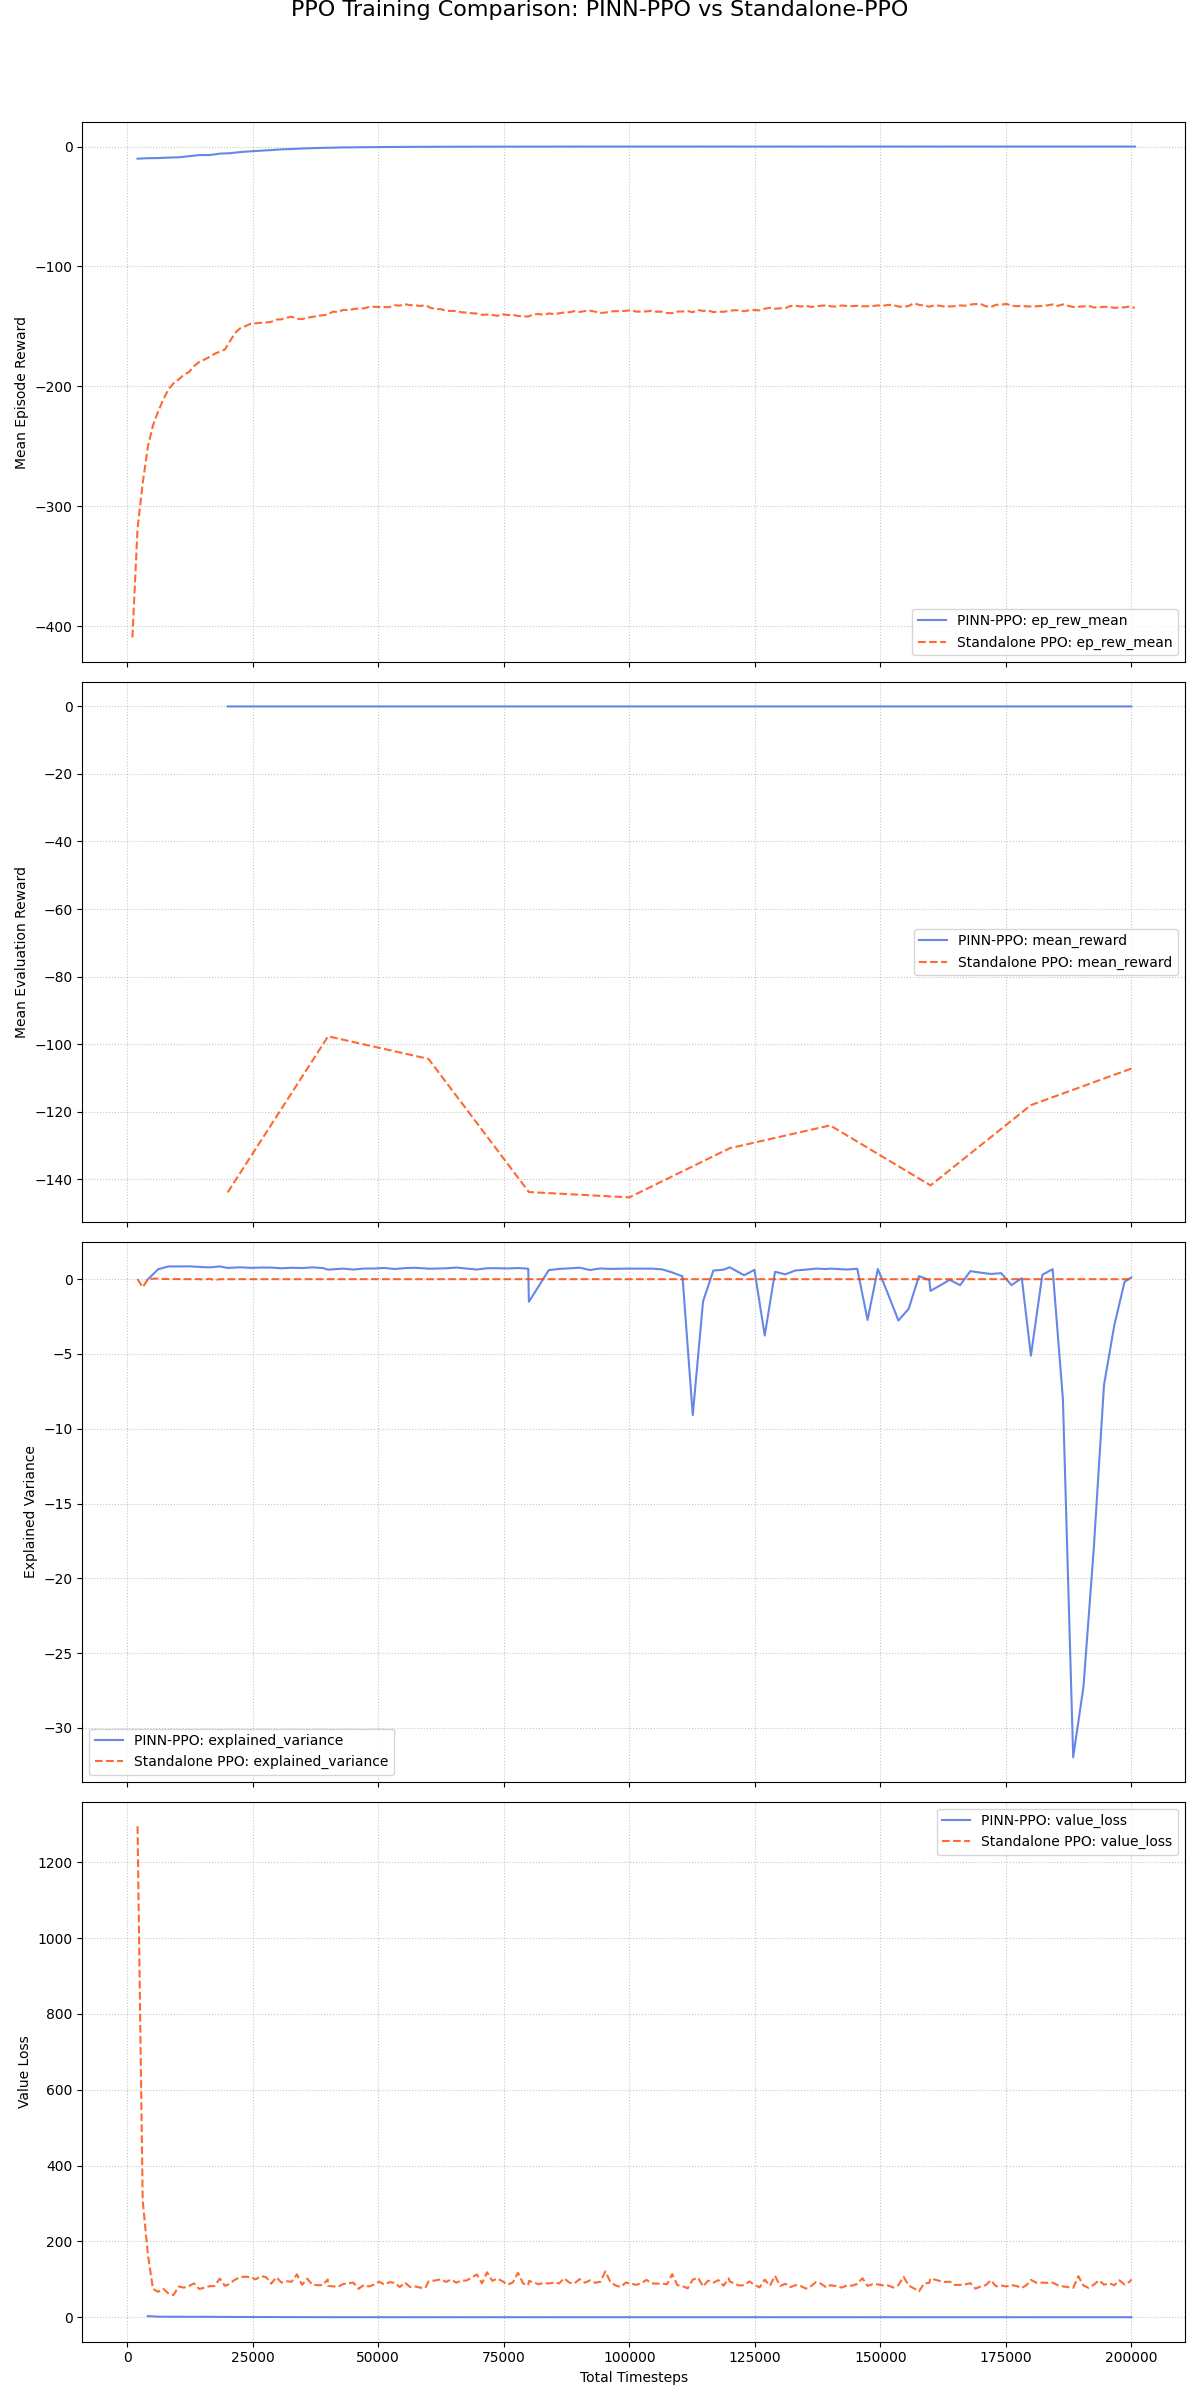 PPO Training Comparison: PINN-PPO vs Standalone-PPO
0
−100
−200
−300
−400
Mean Episode Reward
PINN-PPO: ep_rew_mean
Standalone PPO: ep_rew_mean
0
−20
−40
−60
−80
−100
−120
−140
Mean Evaluation Reward
PINN-PPO: mean_reward
Standalone PPO: mean_reward
0
−5
−10
−15
−20
−25
−30
Explained Variance
PINN-PPO: explained_variance
Standalone PPO: explained_variance
1200
1000
800
600
400
200
0
Value Loss
PINN-PPO: value_loss
Standalone PPO: value_loss
0 25000 50000 75000 100000 125000 150000 175000 200000
Total Timesteps